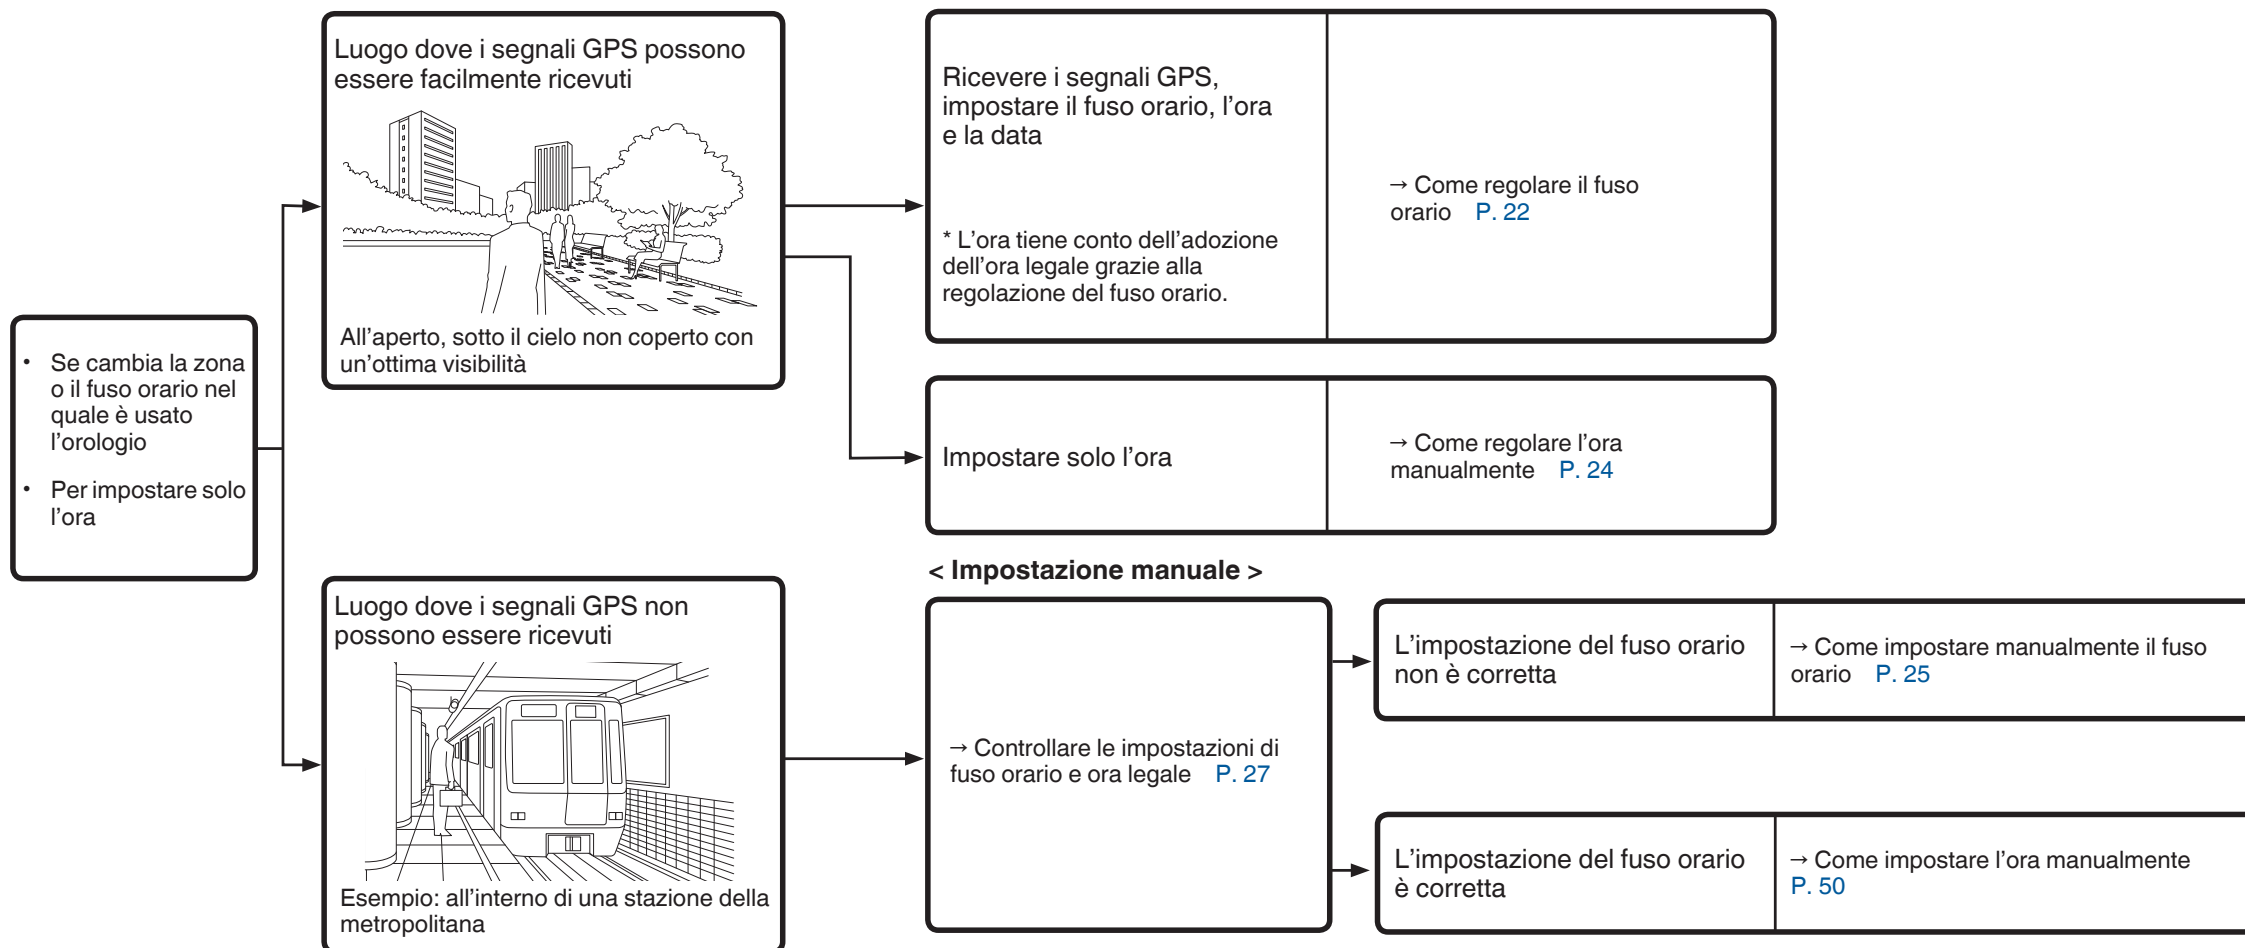 • Se cambia la zona
o il fuso orario nel
quale è usato
l’orologio
• Per impostare solo
l’ora
Luogo dove i segnali GPS possono
essere facilmente ricevuti
All’aperto, sotto il cielo non coperto con
un’ottima visibilità
Ricevere i segnali GPS,
impostare il fuso orario, l’ora
e la data
* L’ora tiene conto dell’adozione
dell’ora legale grazie alla
regolazione del fuso orario.
→ Come regolare il fuso
orario P. 22
Impostare solo l’ora
→ Come regolare l’ora
manualmente P. 24
Luogo dove i segnali GPS non
possono essere ricevuti
Esempio: all’interno di una stazione della
metropolitana
< Impostazione manuale >
→ Controllare le impostazioni di
fuso orario e ora legale P. 27
L’impostazione del fuso orario
non è corretta
→ Come impostare manualmente il fuso
orario P. 25
L’impostazione del fuso orario
è corretta
→ Come impostare l’ora manualmente
P. 50